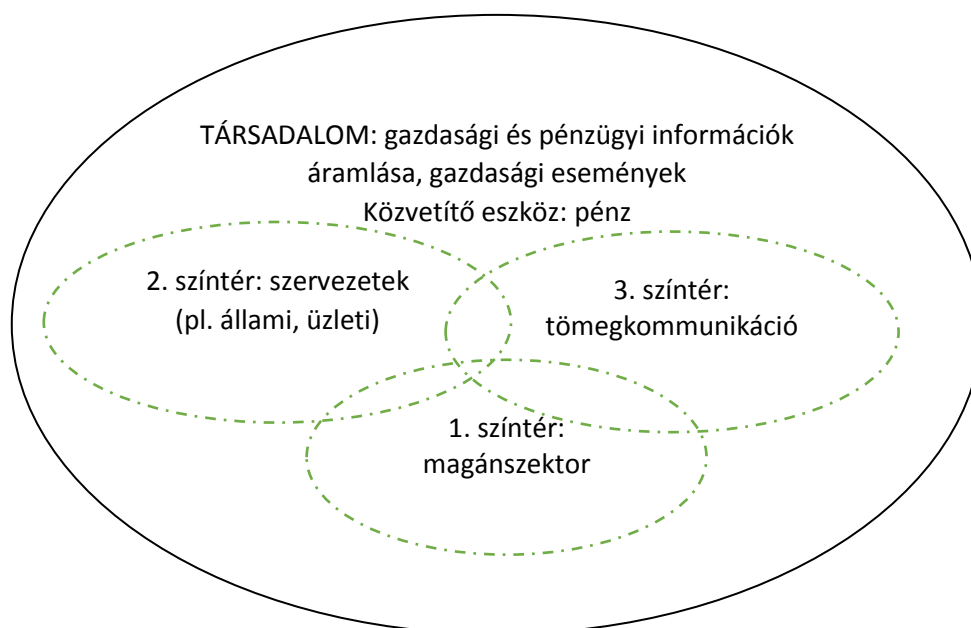 TÁRSADALOM: gazdasági és pénzügyi információk
áramlása, gazdasági események
Közvetítő eszköz: pénz
2. színtér: szervezetek
(pl. állami, üzleti)
3. színtér:
tömegkommunikáció
1. színtér:
magánszektor